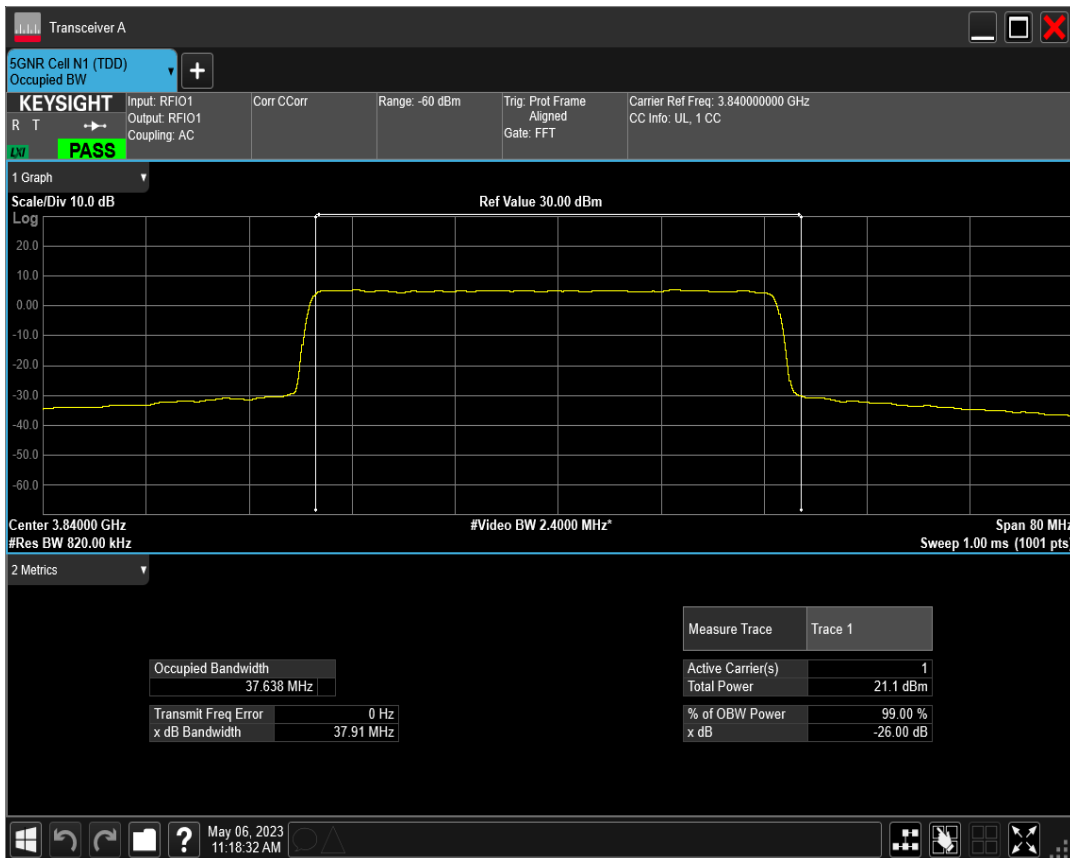 Transceiver A
5GNR Cell N1 (TDD)
Occupied BW
+
KEYSIGHT
R T
LXI
PASS
Input: RFIO1
Output: RFIO1
Coupling: AC
Corr CCorr
Range: -60 dBm
Trig: Prot Frame
Aligned
Gate: FFT
Carrier Ref Freq: 3.840000000 GHz
CC Info: UL, 1 CC
1 Graph
Scale/Div 10.0 dB
Ref Value 30.00 dBm
Log
20.0
10.0
0.00
-10.0
-20.0
-30.0
-40.0
-50.0
-60.0
Center 3.84000 GHz
#Video BW 2.4000 MHz*
Span 80 MHz
#Res BW 820.00 kHz
Sweep 1.00 ms (1001 pts)
2 Metrics
Measure Trace Trace 1
Occupied Bandwidth
37.638 MHz
Active Carrier(s) 1
Total Power 21.1 dBm
Transmit Freq Error 0 Hz
x dB Bandwidth 37.91 MHz
% of OBW Power 99.00 %
x dB -26.00 dB
?
May 06, 2023
11:18:32 AM